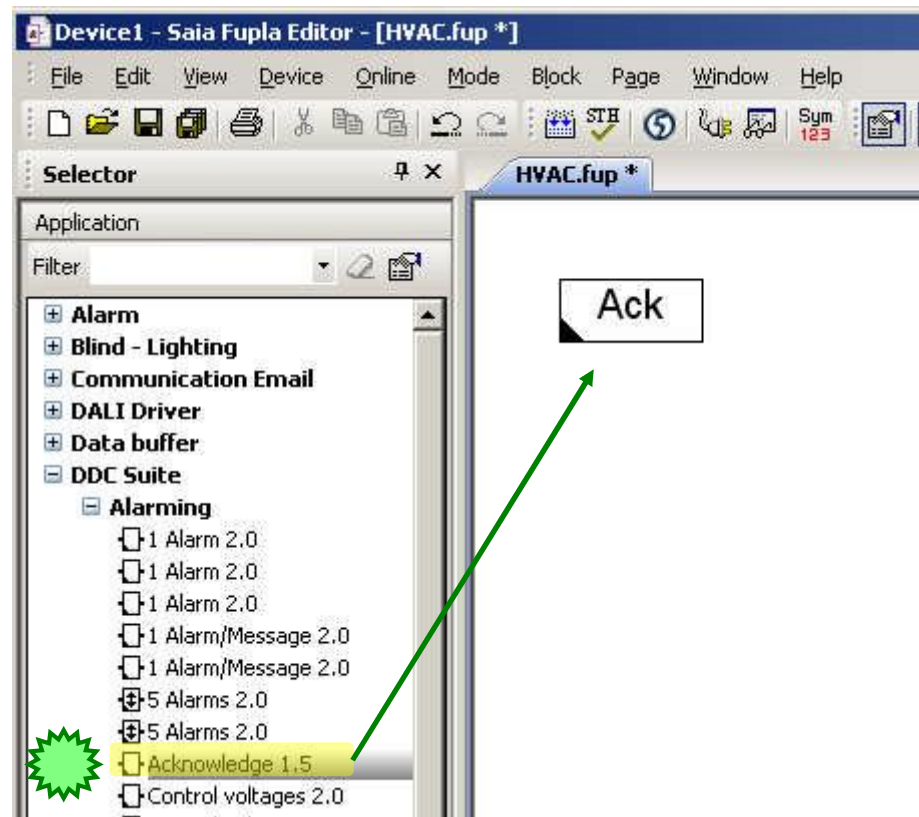 Device1 - Saia Fupla Editor - [HVAC.fup *]
File Edit View Device Online Mode Block Page Window Help
STH Sym
123
Selector HVAC.fup *
Application
Filter
Alarm
Ack
Blind - Lighting
Communication Email
DALI Driver
Data buffer
DDC Suite
Alarming
1 Alarm 2.0
1 Alarm 2.0
1 Alarm 2.0
1 Alarm/Message 2.0
1 Alarm/Message 2.0
5 Alarms 2.0
5 Alarms 2.0
Acknowledge 1.5
Control voltages 2.0